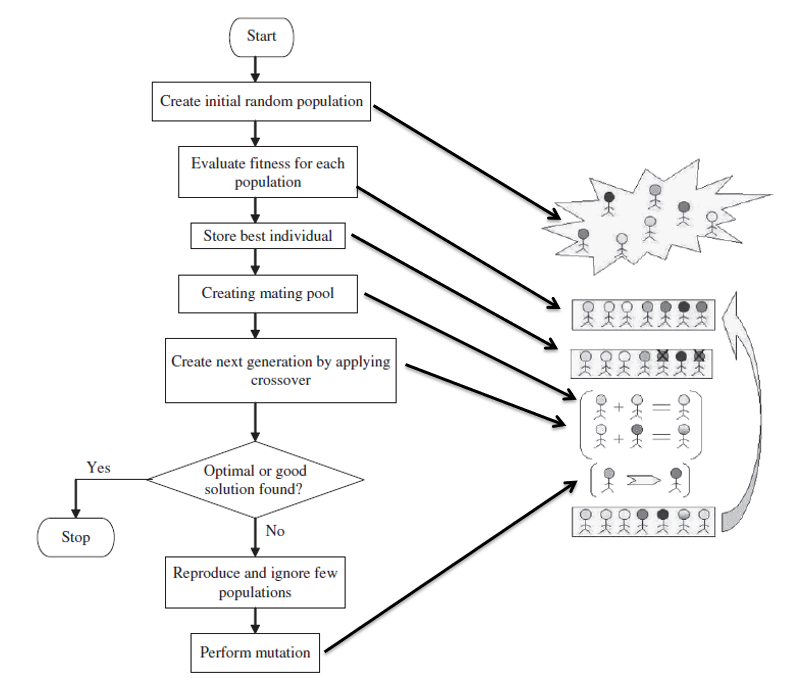 Start
Create initial random population
Evaluate fitness for each
population
Store best individual
Creating mating pool
Create next generation by applying
crossover
Optimal or good
solution found?
Yes
Stop
No
Reproduce and ignore few
populations
Perform mutation
+ =
+ =